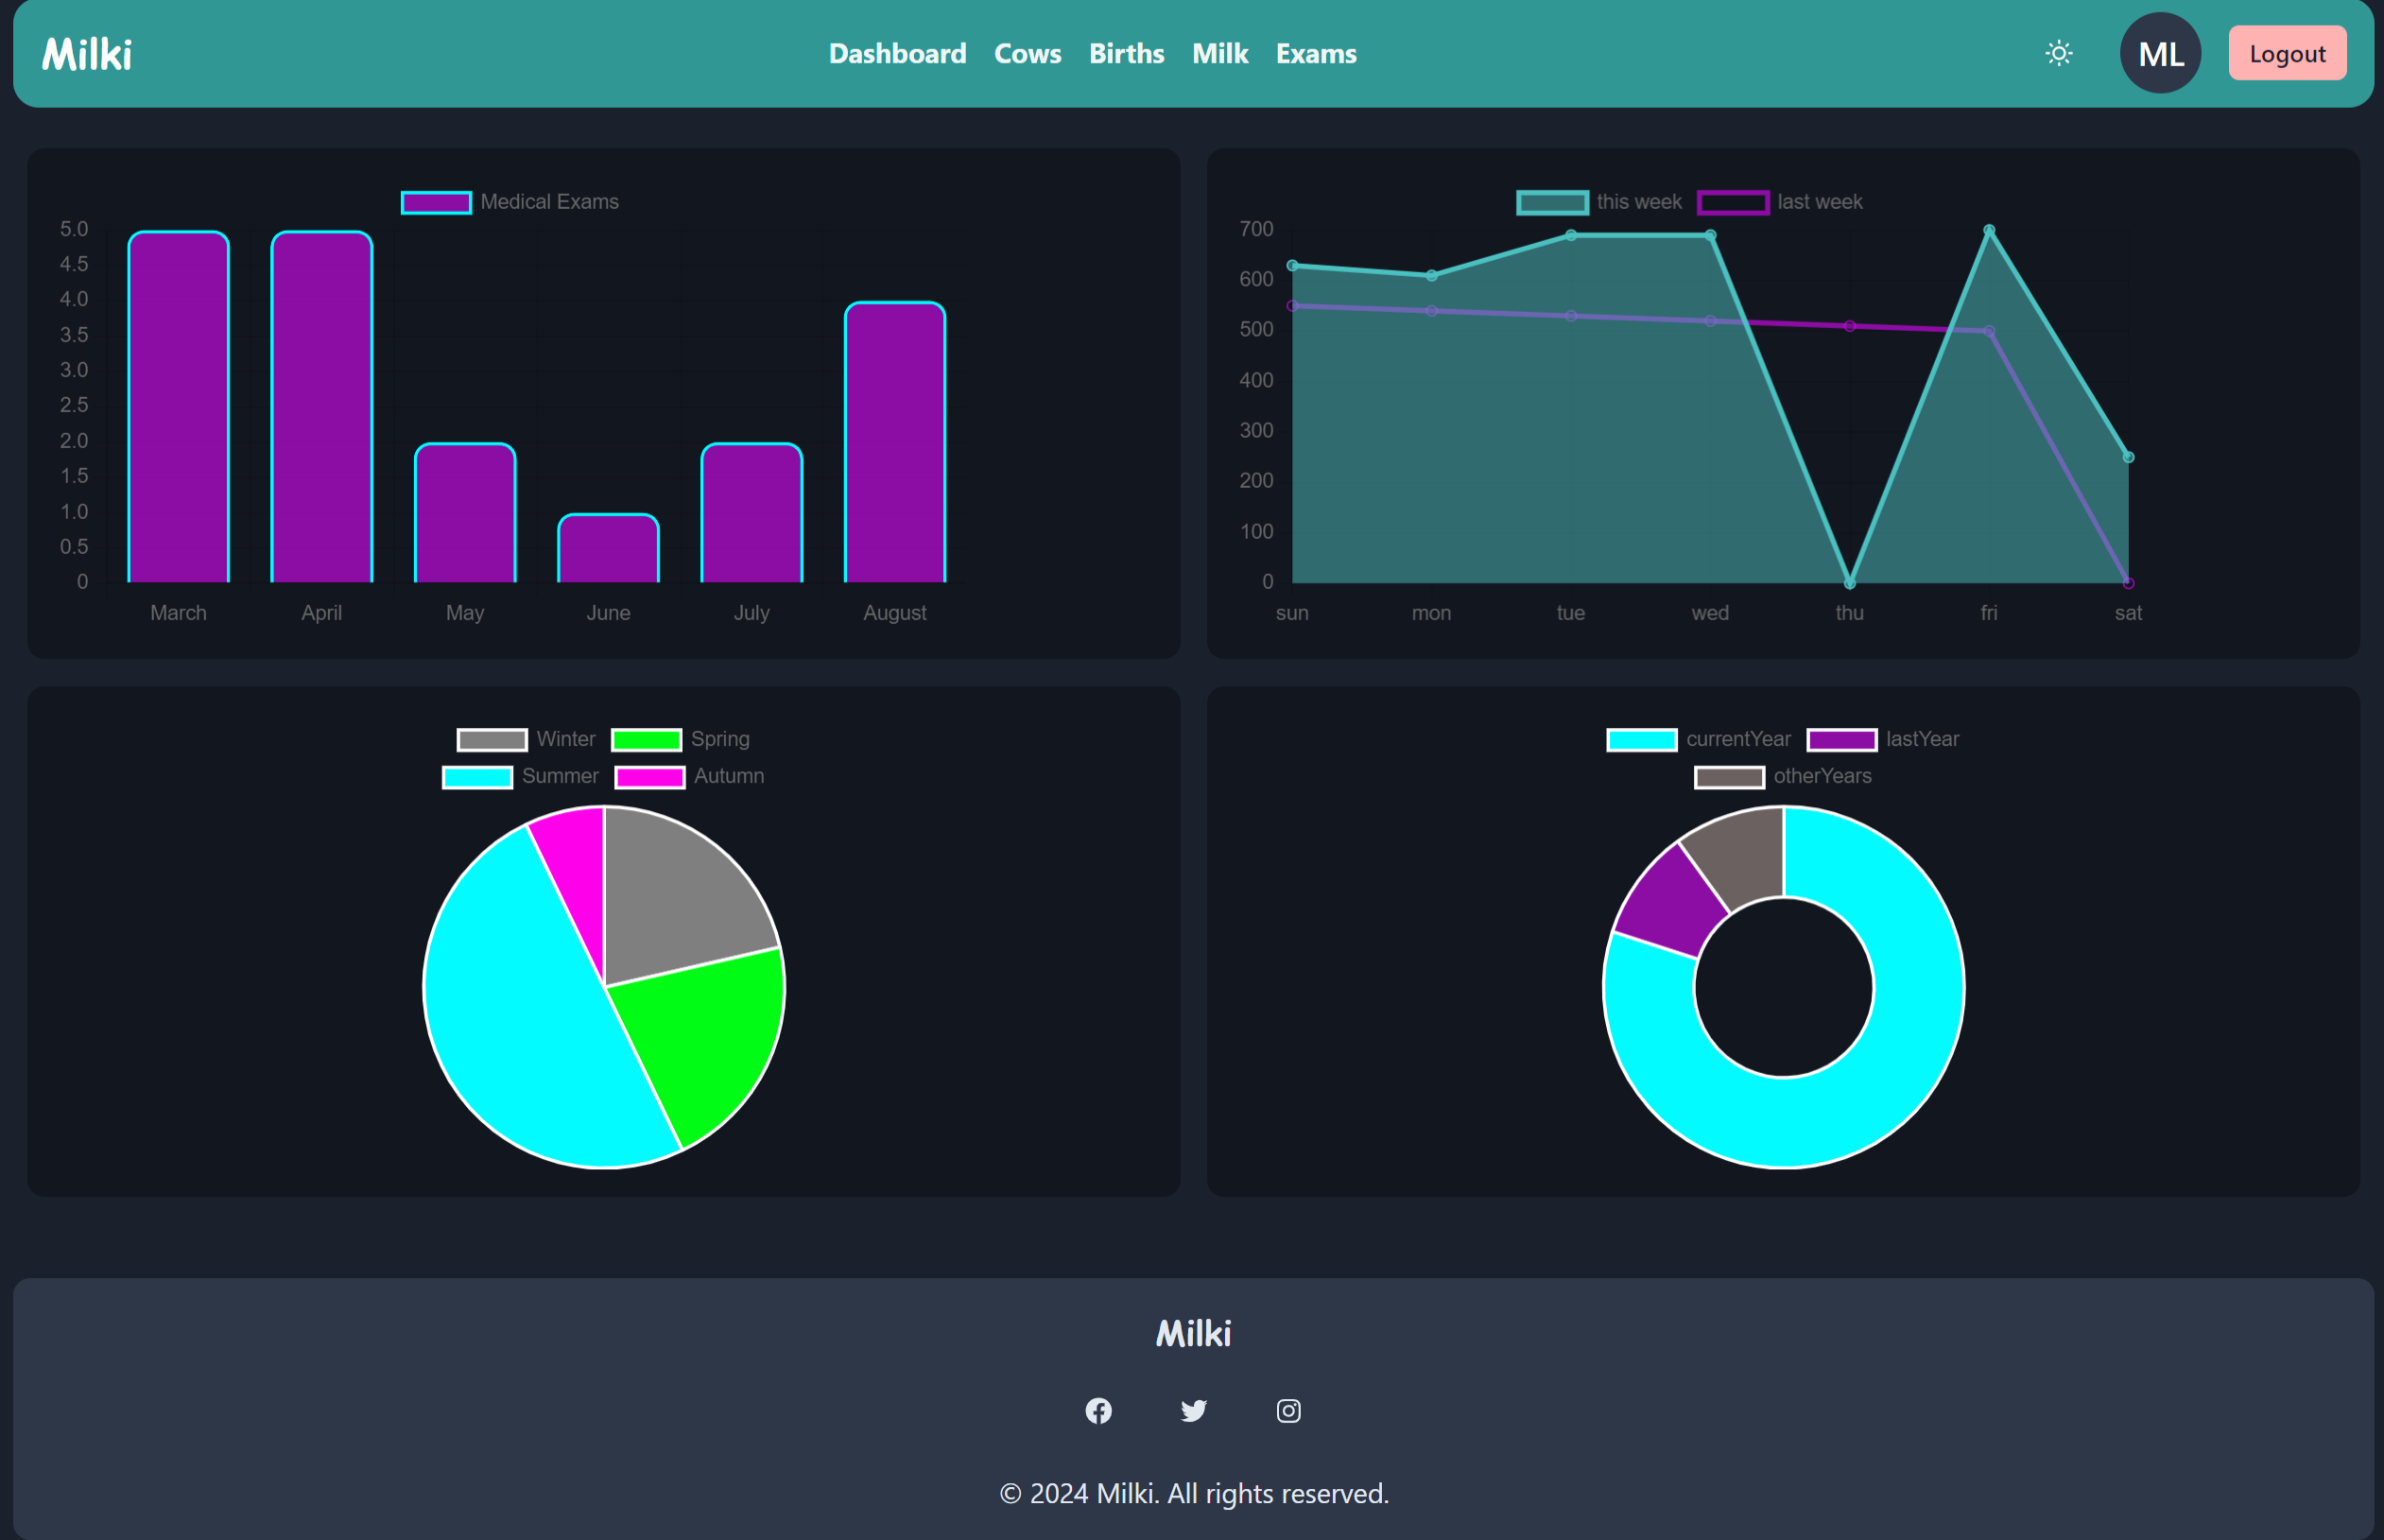 Milki
Dashboard Cows Births Milk Exams
ML
Logout
Medical Exams
5.0
4.5
4.0
3.5
3.0
2.5
2.0
1.5
1.0
0.5
0
March April May June July August
this week last week
700
600
500
400
300
200
100
0
sun mon tue wed thu fri sat
Winter Spring
Summer Autumn
currentYear lastYear
otherYears
Milki
© 2024 Milki. All rights reserved.